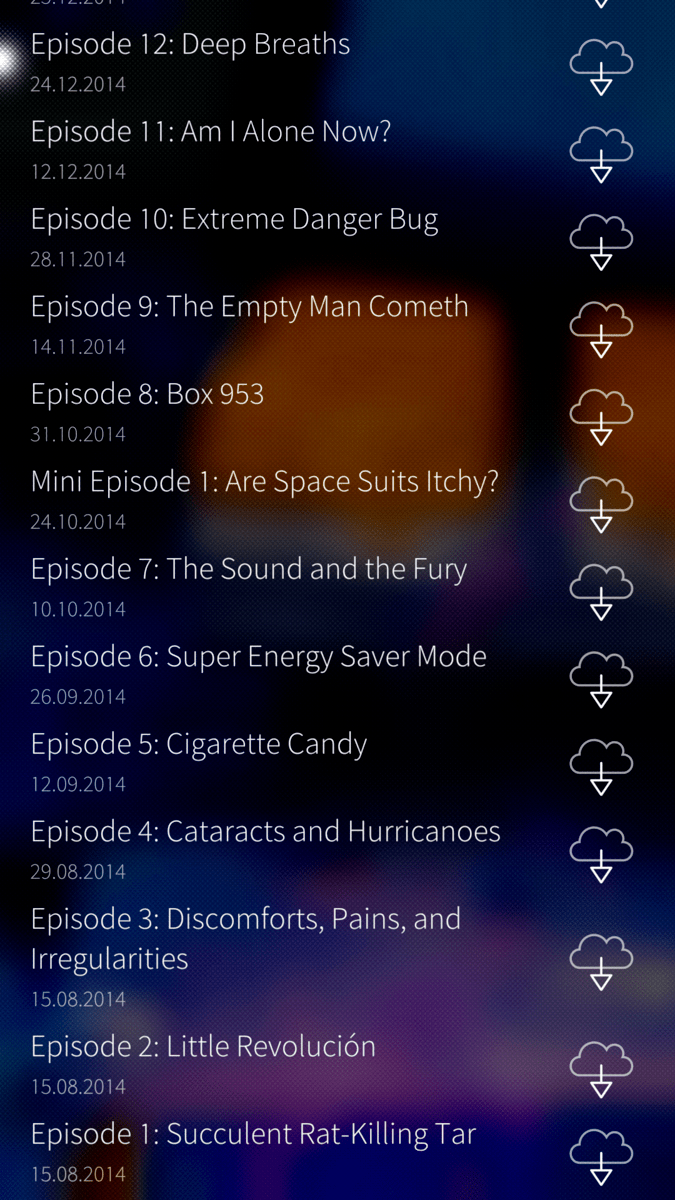 25.12.2014
Episode 12: Deep Breaths
24.12.2014
Episode 11: Am I Alone Now?
12.12.2014
Episode 10: Extreme Danger Bug
28.11.2014
Episode 9: The Empty Man Cometh
14.11.2014
Episode 8: Box 953
31.10.2014
Mini Episode 1: Are Space Suits Itchy?
24.10.2014
Episode 7: The Sound and the Fury
10.10.2014
Episode 6: Super Energy Saver Mode
26.09.2014
Episode 5: Cigarette Candy
12.09.2014
Episode 4: Cataracts and Hurricanoes
29.08.2014
Episode 3: Discomforts, Pains, and
Irregularities
15.08.2014
Episode 2: Little Revolución
15.08.2014
Episode 1: Succulent Rat-Killing Tar
15.08.2014